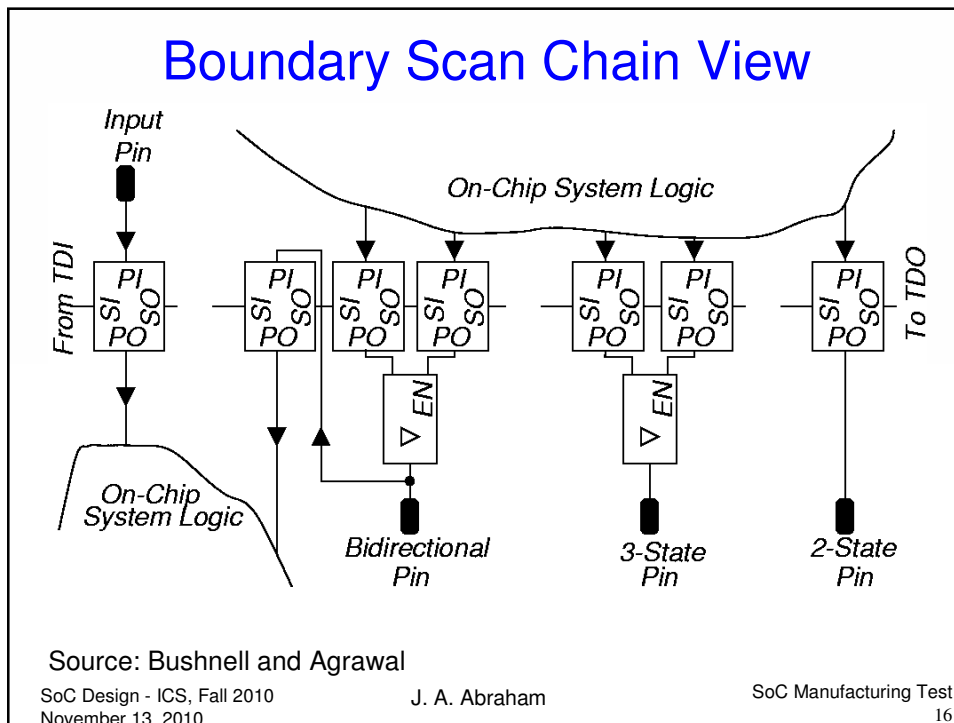 Boundary Scan Chain View
Input
Pin
On-Chip System Logic
From TDI
PI
SI
SO
PO
SI
SO
PO
PI
SI
SO
PO
PI
SI
SO
PO
PI
SI
SO
PO
PI
SI
SO
PO
PI
SI
SO
PO
To TDO
EN
EN
On-Chip
System Logic
Bidirectional
Pin
3-State
Pin
2-State
Pin
Source: Bushnell and Agrawal
SoC Design - ICS, Fall 2010
November 13, 2010
J. A. Abraham
SoC Manufacturing Test
16